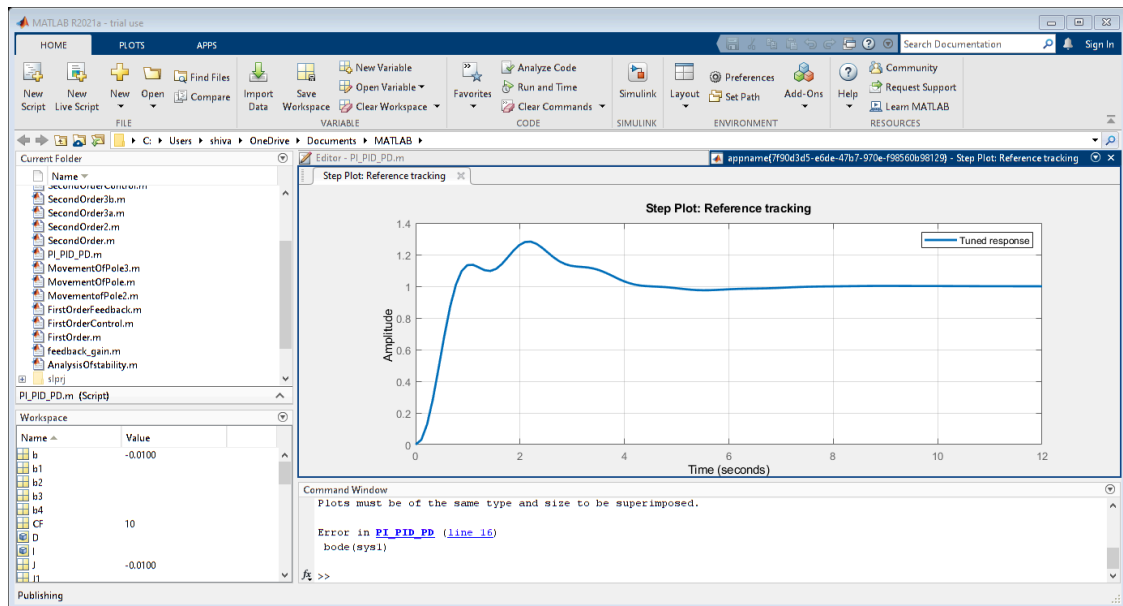 MATLAB R2021a - trial use
HOME PLOTS APPS
Search Documentation
Sign In
New Script
New Live Script
New
Open
Find Files
Compare
Import Data
Save Workspace
New Variable
Open Variable
Clear Workspace
Favorites
Analyze Code
Run and Time
Clear Commands
Simulink
Layout
Preferences
Set Path
Add-Ons
Help
Community
Request Support
Learn MATLAB
FILE VARIABLE CODE SIMULINK ENVIRONMENT RESOURCES
C: Users shiva OneDrive Documents MATLAB
Current Folder
Name
SecondOrderControl.m
SecondOrder3b.m
SecondOrder3a.m
SecondOrder2.m
SecondOrder.m
PI_PID_PD.m
MovementOfPole3.m
MovementOfPole.m
MovementofPole2.m
FirstOrderFeedback.m
FirstOrderControl.m
FirstOrder.m
feedback_gain.m
AnalysisOfstability.m
slprj
PI_PID_PD.m (Script)
Workspace
Name Value
b -0.0100
b1
b2
b3
b4
CF 10
D
I
J -0.0100
J1
Editor - PI_PID_PD.m
appname{7f90d3d5-e6de-47b7-970e-f98560b98129} - Step Plot: Reference tracking
Step Plot: Reference tracking
Step Plot: Reference tracking
Tuned response
1.4
1.2
1
0.8
0.6
0.4
0.2
0
Amplitude
0 2 4 6 8 10 12
Time (seconds)
Command Window
Plots must be of the same type and size to be superimposed.
Error in PI_PID_PD (line 16)
bode(sys1)
fx >>
Publishing